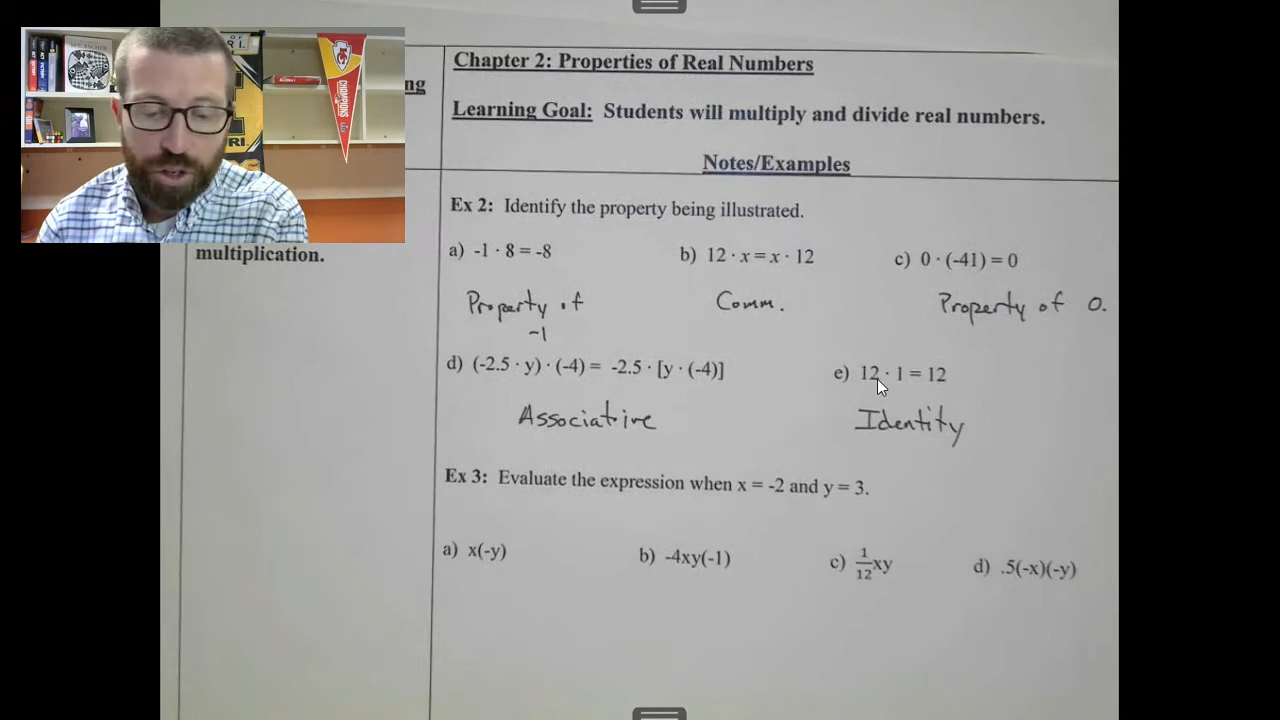 M.C. ESCHER
CHAMPIONS
ng
multiplication.
Chapter 2: Properties of Real Numbers
Learning Goal: Students will multiply and divide real numbers.
Notes/Examples
Ex 2: Identify the property being illustrated.
a) -1 · 8 = -8 b) 12 · x = x · 12 c) 0 · (-41) = 0
Property of -1 Comm. Property of 0.
d) (-2.5 · y) · (-4) = -2.5 · [y · (-4)] e) 12 · 1 = 12
Associative Identity
Ex 3: Evaluate the expression when x = -2 and y = 3.
a) x(-y) b) -4xy(-1) c) 1/12 xy d) .5(-x)(-y)